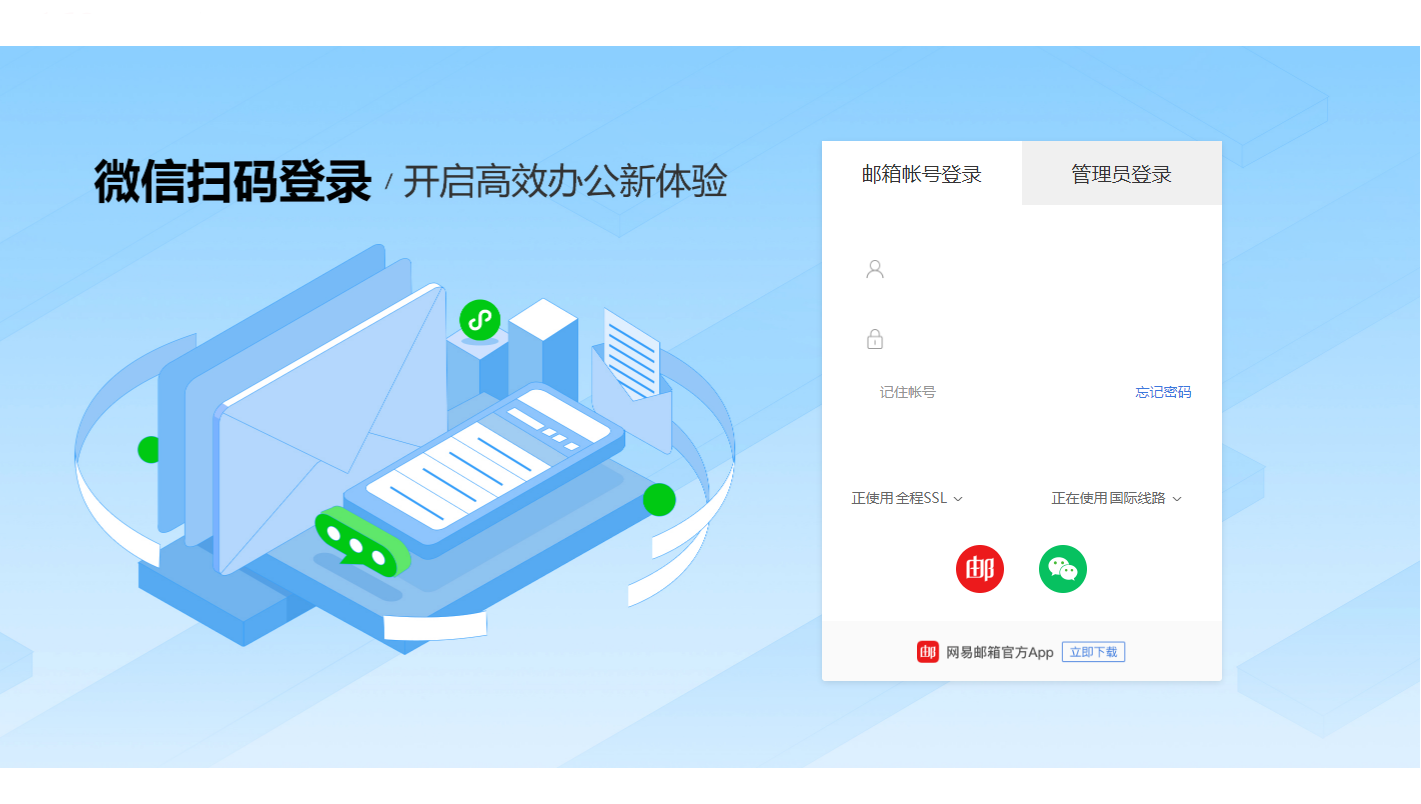 微信扫码登录 / 开启高效办公新体验
邮箱帐号登录 管理员登录
记住帐号 忘记密码
正使用全程SSL 正在使用国际线路
邮
邮 网易邮箱官方App 立即下载